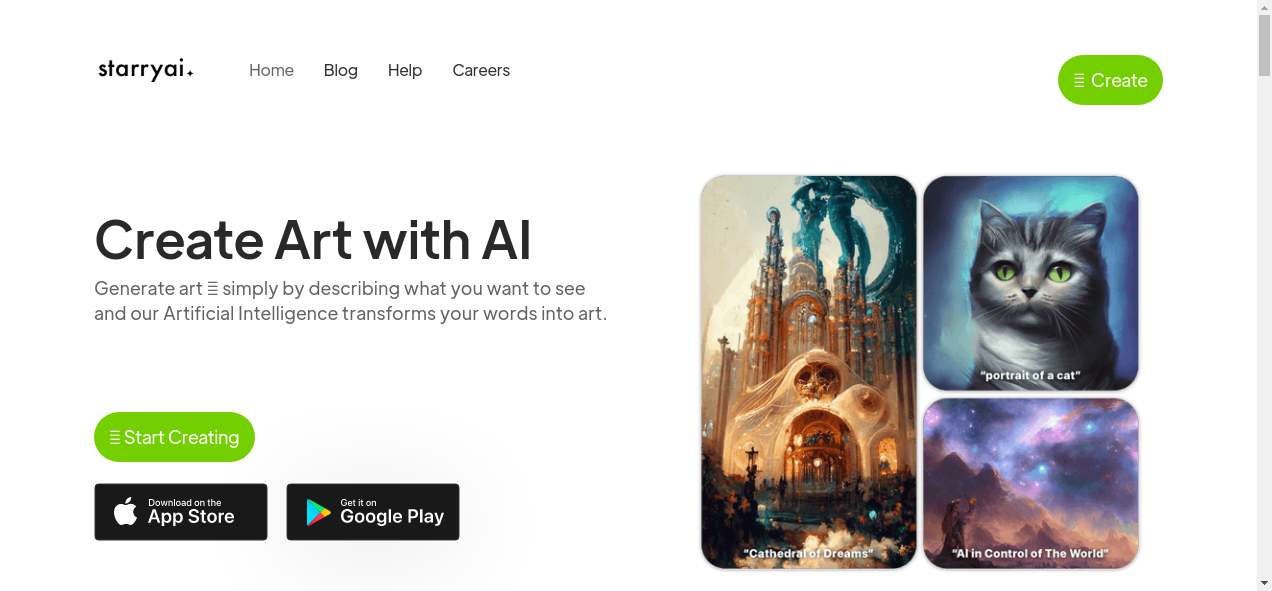 starryai
Home
Blog
Help
Careers
Create
Create Art with AI
Generate art simply by describing what you want to see
and our Artificial Intelligence transforms your words into art.
Start Creating
Download on the
App Store
Get it on
Google Play
“portrait of a cat”
“Cathedral of Dreams”
“AI in Control of The World”